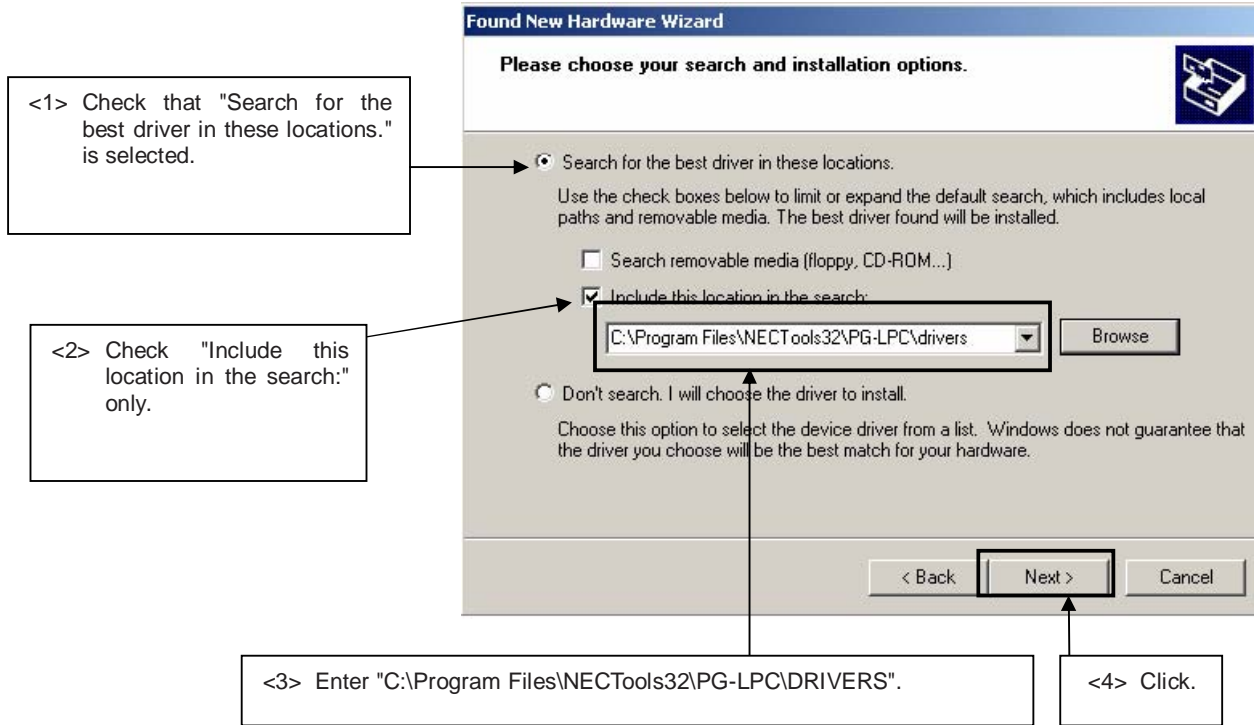 Found New Hardware Wizard
Please choose your search and installation options.
<1> Check that "Search for the
best driver in these locations."
is selected.
Search for the best driver in these locations.
Use the check boxes below to limit or expand the default search, which includes local
paths and removable media. The best driver found will be installed.
Search removable media (floppy, CD-ROM...)
Include this location in the search:
<2> Check "Include this
location in the search:"
only.
C:\Program Files\NECTools32\PG-LPC\drivers
Browse
Don't search. I will choose the driver to install.
Choose this option to select the device driver from a list. Windows does not guarantee that
the driver you choose will be the best match for your hardware.
< Back
Next >
Cancel
<3> Enter "C:\Program Files\NECTools32\PG-LPC\DRIVERS".
<4> Click.